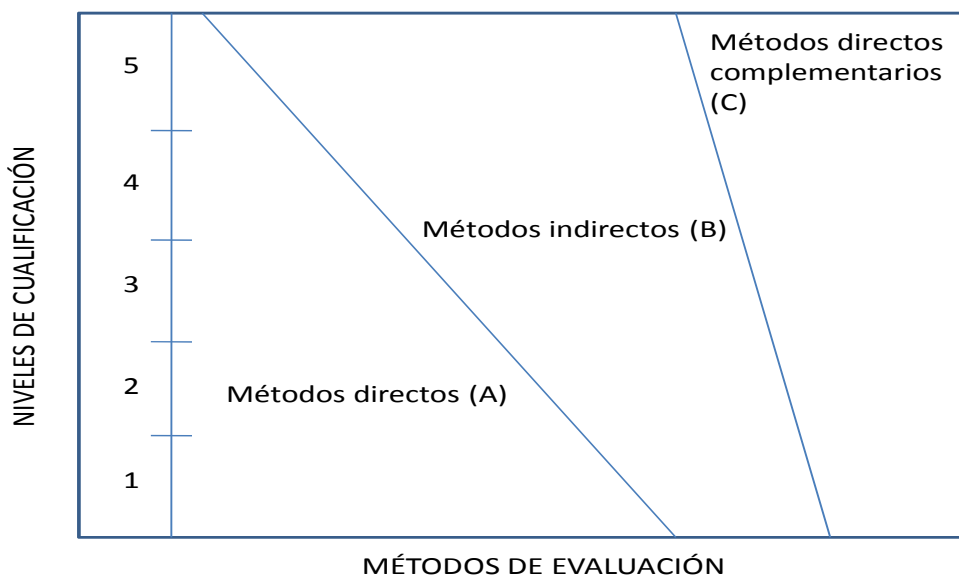 NIVELES DE CUALIFICACIÓN
5
4
3
2
1
Métodos directos
complementarios
(C)
Métodos indirectos (B)
Métodos directos (A)
MÉTODOS DE EVALUACIÓN